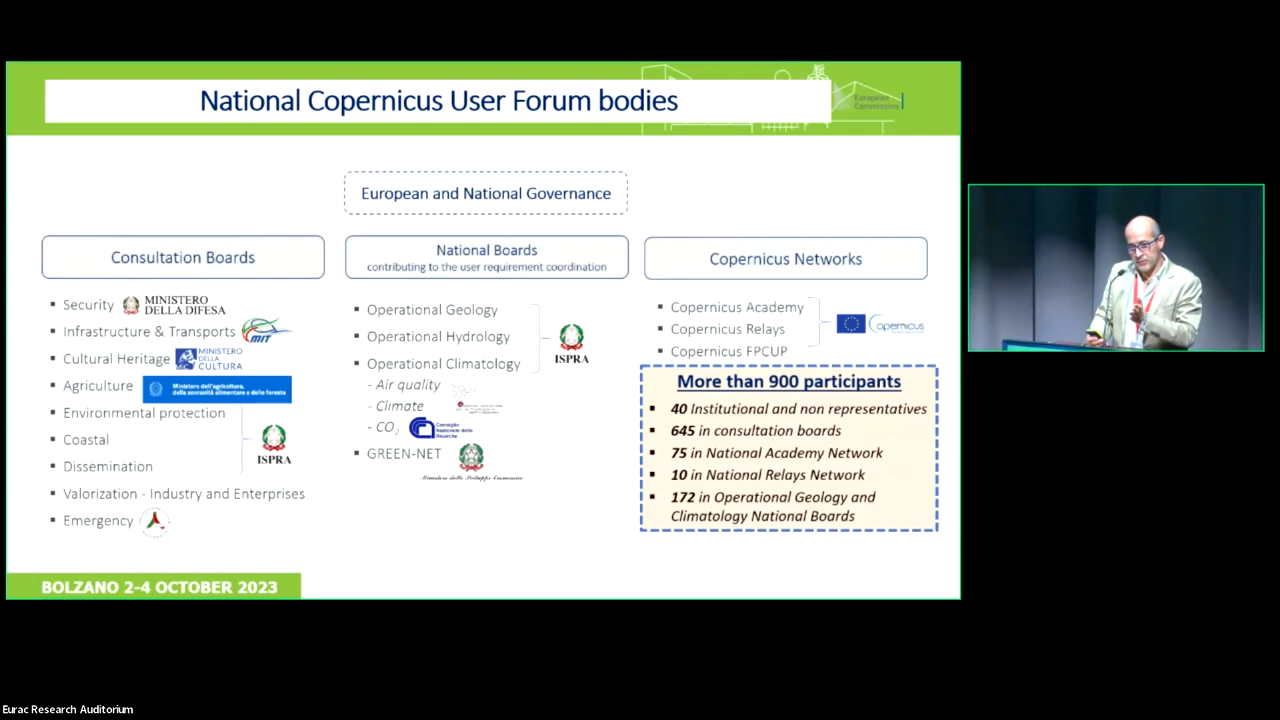 National Copernicus User Forum bodies
European
Commission
European and National Governance
Consultation Boards
Security
MINISTERO
DELLA DIFESA
Infrastructure & Transports
MIT
Cultural Heritage
MiC
MINISTERO
DELLA
CULTURA
Agriculture
Ministero dell'agricoltura,
della sovranità alimentare e delle foreste
Environmental protection
Coastal
Dissemination
ISPRA
Valorization - Industry and Enterprises
Emergency
National Boards
contributing to the user requirement coordination
Operational Geology
Operational Hydrology
Operational Climatology
ISPRA
- Air quality
- Climate
- CO2
Consiglio
Nazionale delle
Ricerche
GREEN-NET
Ministero dello Sviluppo Economico
Copernicus Networks
Copernicus Academy
Copernicus Relays
Copernicus FPCUP
Copernicus
More than 900 participants
40 Institutional and non representatives
645 in consultation boards
75 in National Academy Network
10 in National Relays Network
172 in Operational Geology and
Climatology National Boards
BOLZANO 2-4 OCTOBER 2023
Eurac Research Auditorium